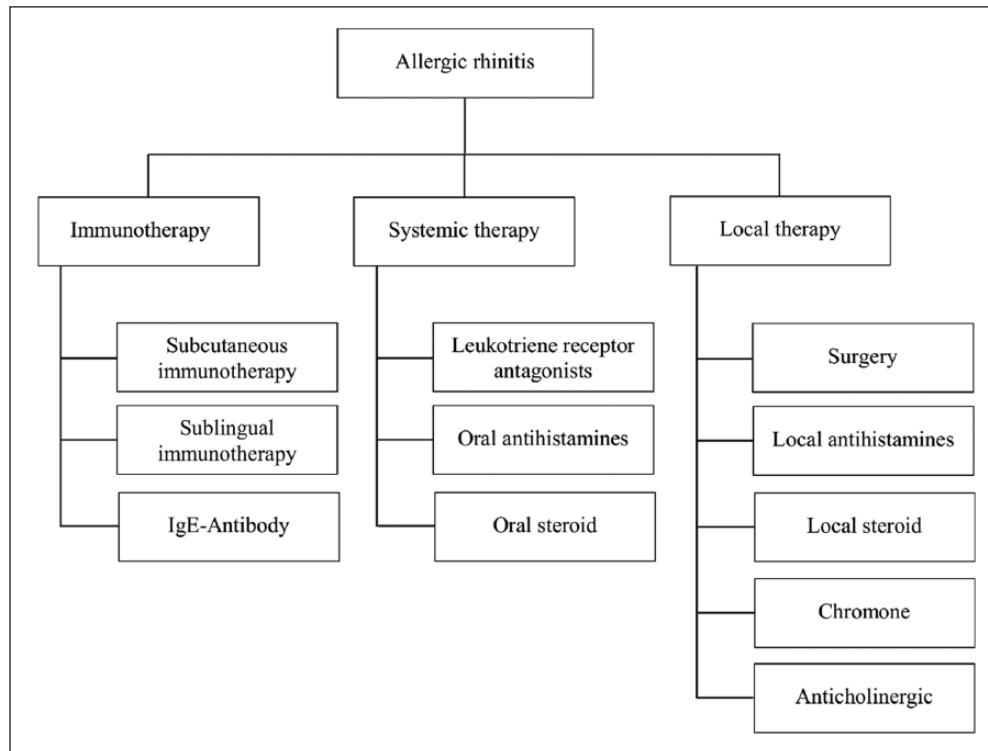 Allergic rhinitis
Immunotherapy
Systemic therapy
Local therapy
Subcutaneous
immunotherapy
Sublingual
immunotherapy
IgE-Antibody
Leukotriene receptor
antagonists
Oral antihistamines
Oral steroid
Surgery
Local antihistamines
Local steroid
Chromone
Anticholinergic